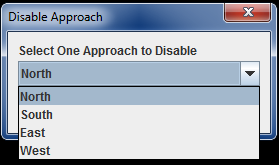 Disable Approach
Select One Approach to Disable
North
North
South
East
West